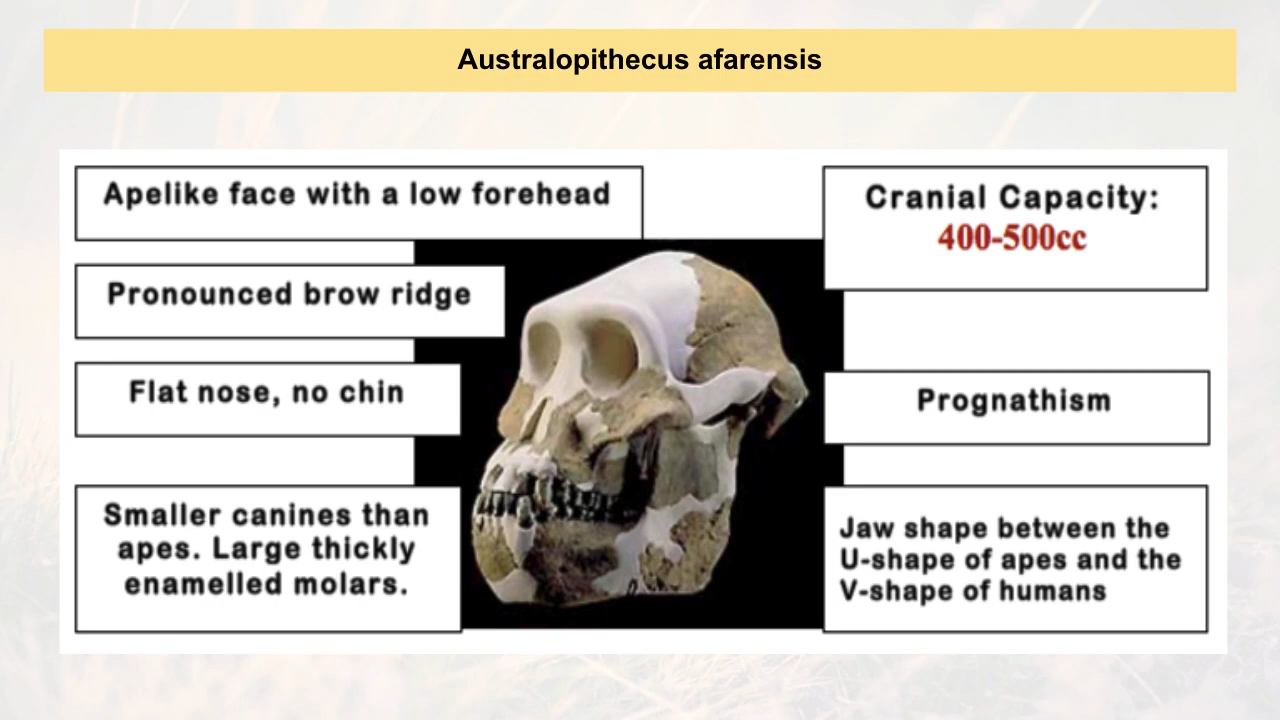 Australopithecus afarensis
Apelike face with a low forehead
Cranial Capacity:
400-500cc
Pronounced brow ridge
Flat nose, no chin
Prognathism
Smaller canines than
apes. Large thickly
enamelled molars.
Jaw shape between the
U-shape of apes and the
V-shape of humans